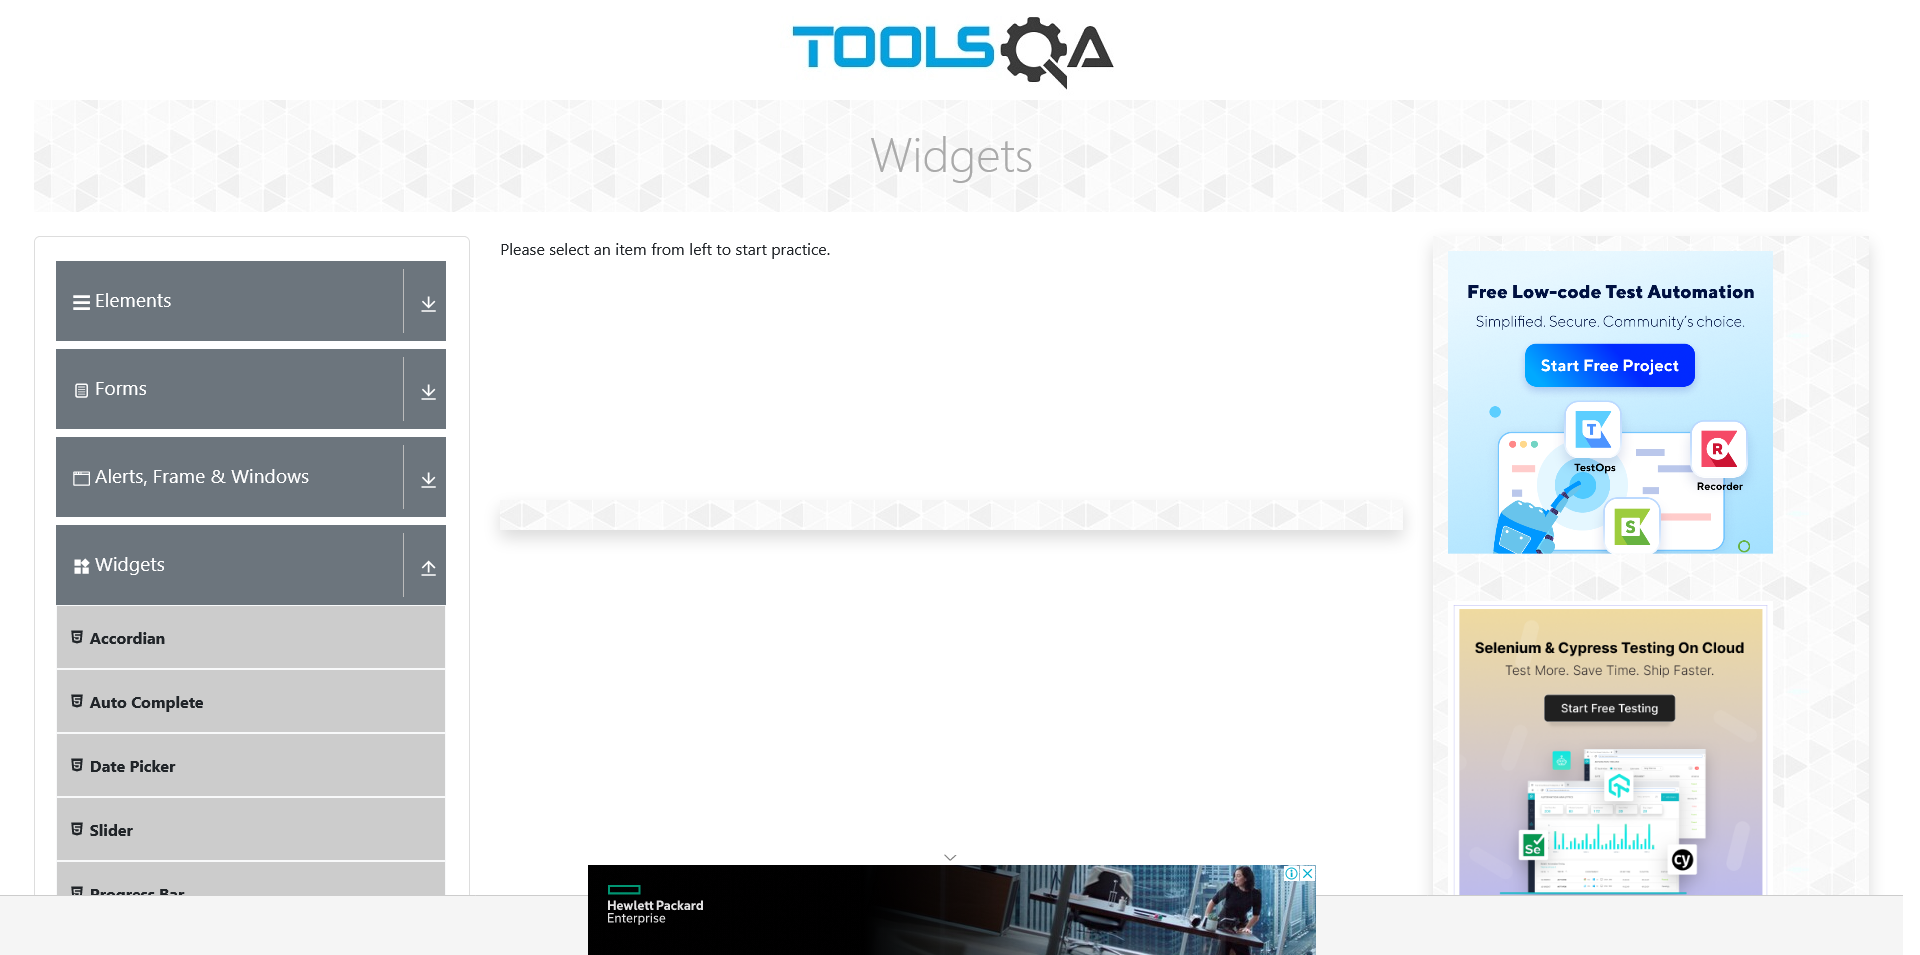 TOOLSQA
Widgets
Elements
Forms
Alerts, Frame & Windows
Widgets
Accordian
Auto Complete
Date Picker
Slider
Progress Bar
Please select an item from left to start practice.
Free Low-code Test Automation
Simplified. Secure. Community's choice.
Start Free Project
T
TestOps
R
Recorder
S
Selenium & Cypress Testing On Cloud
Test More. Save Time. Ship Faster.
Start Free Testing
Se
cy
Hewlett Packard
Enterprise